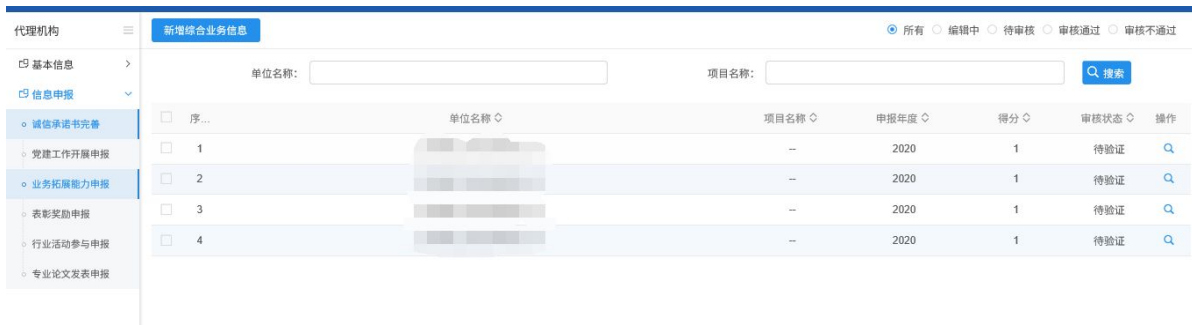 代理机构
新增综合业务信息
所有 编辑中 待审核 审核通过 审核不通过
基本信息
单位名称: 项目名称: 搜索
信息申报
诚信承诺书完善
党建工作开展申报
业务拓展能力申报
表彰奖励申报
行业活动参与申报
专业论文发表申报
序... 单位名称 项目名称 申报年度 得分 审核状态 操作
1 -- 2020 1 待验证
2 -- 2020 1 待验证
3 -- 2020 1 待验证
4 -- 2020 1 待验证